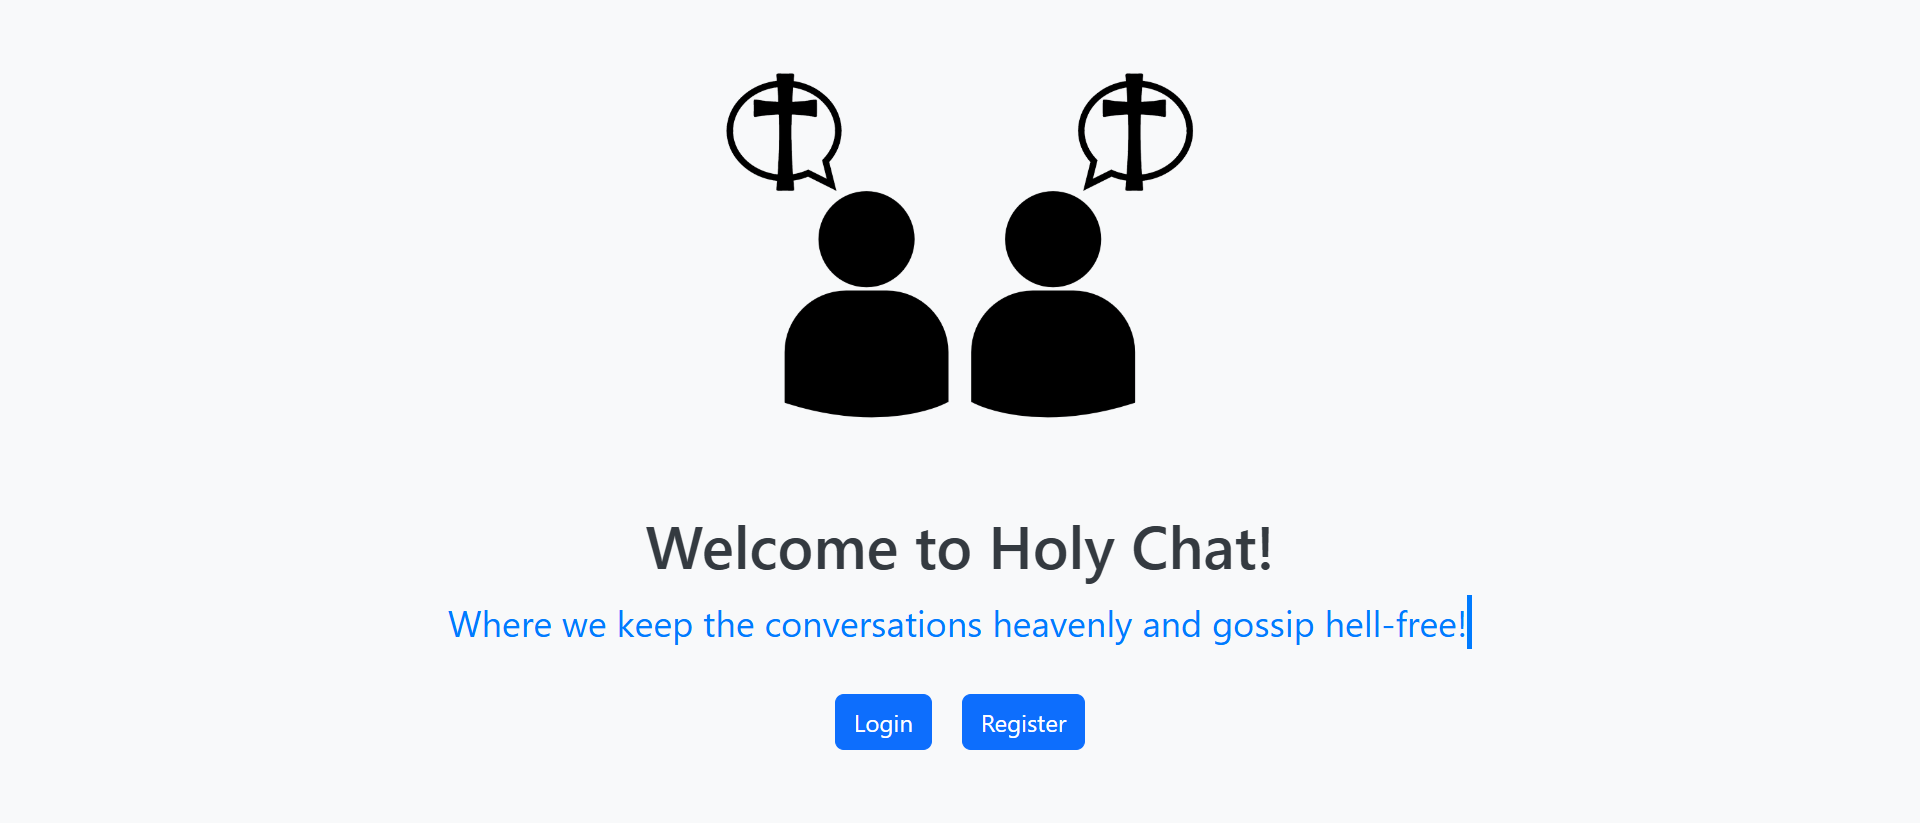 Welcome to Holy Chat!
Where we keep the conversations heavenly and gossip hell-free!
Login
Register